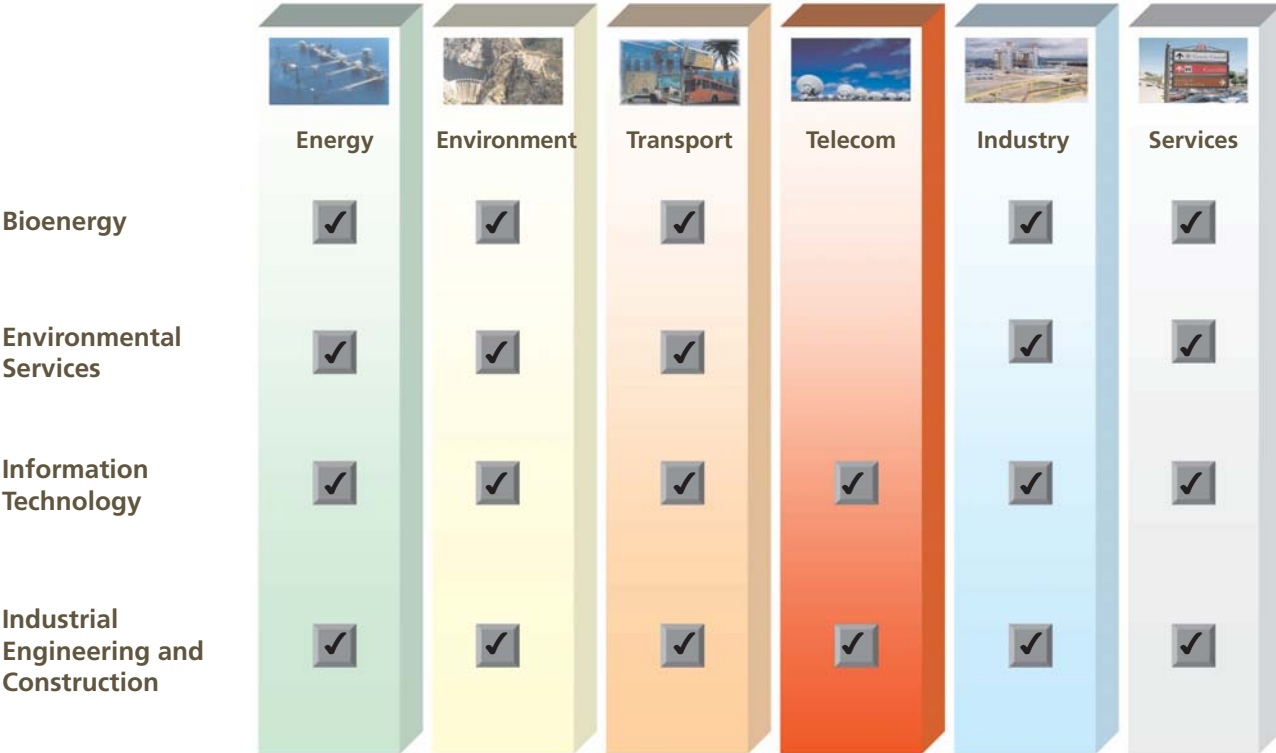 Energy
Environment
Transport
Telecom
Industry
Services
Bioenergy
Environmental
Services
Information
Technology
Industrial
Engineering and
Construction